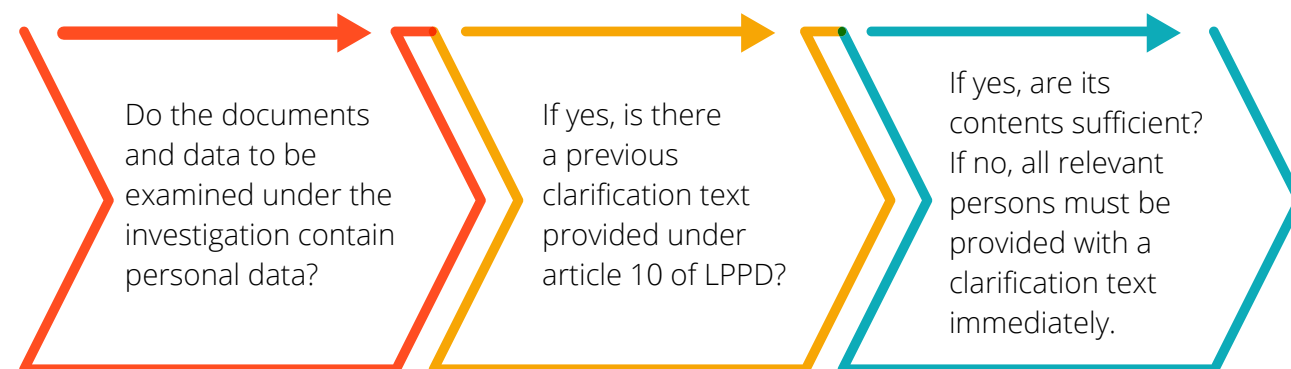 Do the documents
and data to be
examined under the
investigation contain
personal data?
If yes, is there
a previous
clarification text
provided under
article 10 of LPPD?
If yes, are its
contents sufficient?
If no, all relevant
persons must be
provided with a
clarification text
immediately.